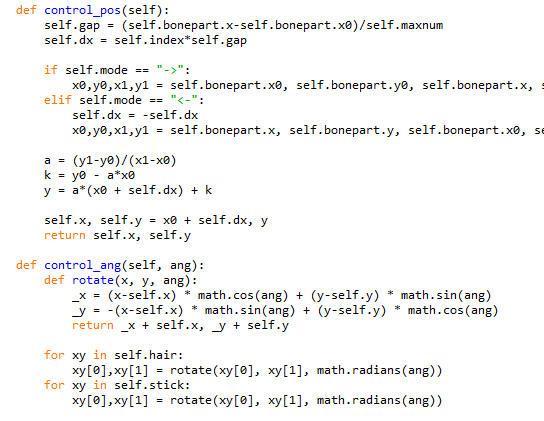 def control_pos(self):
    self.gap = (self.bonepart.x-self.bonepart.x0)/self.maxnum
    self.dx = self.index*self.gap

    if self.mode == "->":
        x0,y0,x1,y1 = self.bonepart.x0, self.bonepart.y0, self.bonepart.x,
    elif self.mode == "<-":
        self.dx = -self.dx
        x0,y0,x1,y1 = self.bonepart.x, self.bonepart.y, self.bonepart.x0,

    a = (y1-y0)/(x1-x0)
    k = y0 - a*x0
    y = a*(x0 + self.dx) + k

    self.x, self.y = x0 + self.dx, y
    return self.x, self.y

def control_ang(self, ang):
    def rotate(x, y, ang):
        _x = (x-self.x) * math.cos(ang) + (y-self.y) * math.sin(ang)
        _y = -(x-self.x) * math.sin(ang) + (y-self.y) * math.cos(ang)
        return _x + self.x, _y + self.y

    for xy in self.hair:
        xy[0],xy[1] = rotate(xy[0], xy[1], math.radians(ang))
    for xy in self.stick:
        xy[0],xy[1] = rotate(xy[0], xy[1], math.radians(ang))